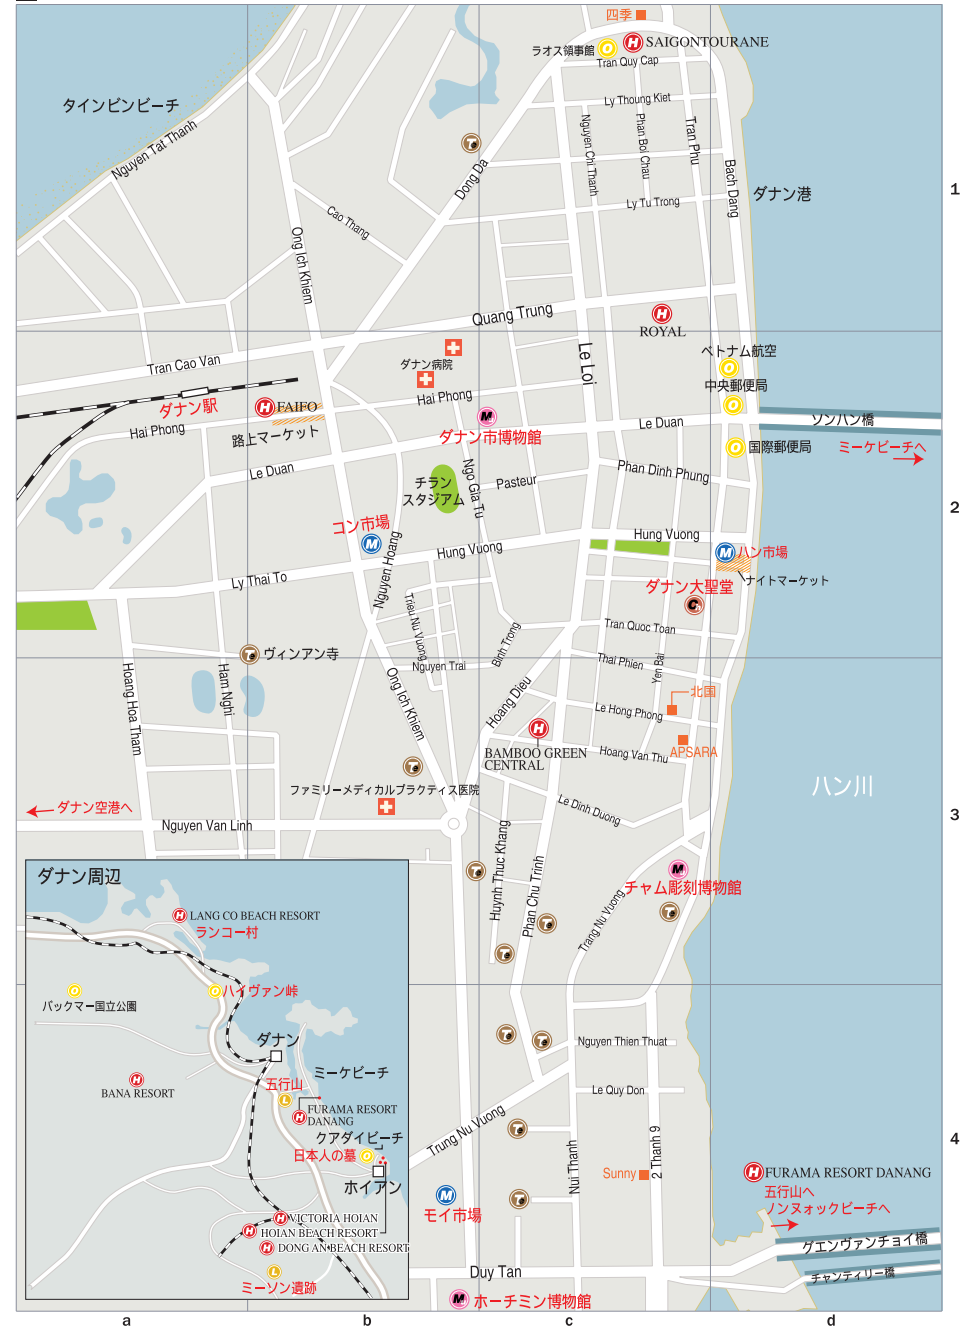 四季
ラオス領事館
SAIGONTOURANE
Tran Quy Cap
タインビンビーチ
Ly Thoung Kiet
Nguyen Tat Thanh
Nguyen Chi Thanh
Phan Boi Chau
Tran Phu
Bach Dang
Dong Da
ダナン港
1
Ly Tu Trong
Cao Thang
Ong Ich Khiem
Quang Trung
ROYAL
Tran Cao Van
ダナン病院
Le Loi
ベトナム航空
中央郵便局
ダナン駅
FAIFO
Hai Phong
Hai Phong
路上マーケット
ダナン市博物館
Le Duan
ソンハン橋
国際郵便局
ミーケビーチへ
Le Duan
チラン
スタジアム
Ngo Gia Tu
Pasteur
Phan Dinh Phung
2
コン市場
Hung Vuong
Hung Vuong
ハン市場
ナイトマーケット
Nguyen Hoang
Ly Thai To
ダナン大聖堂
Trieu Nu Vuong
Tran Quoc Toan
Binh Trong
ヴィンアン寺
Nguyen Trai
Thai Phien
Yen Bai
Hoang Hoa Tham
Ham Nghi
Ong Ich Khiem
Hoang Dieu
北国
Le Hong Phong
APSARA
BAMBOO GREEN
CENTRAL
Hoang Van Thu
ファミリーメディカルプラクティス医院
ハン川
ダナン空港へ
Le Dinh Duong
3
Nguyen Van Linh
Huynh Thuc Khang
Phan Chu Trinh
チャム彫刻博物館
Trang Nu Vuong
ダナン周辺
LANG CO BEACH RESORT
ランコー村
ハイヴァン峠
バックマー国立公園
ダナン
ミーケビーチ
五行山
BANA RESORT
FURAMA RESORT
DANANG
クアダイビーチ
日本人の墓
ホイアン
VICTORIA HOIAN
HOIAN BEACH RESORT
DONG AN BEACH RESORT
ミーソン遺跡
Nguyen Thien Thuat
Le Quy Don
Trung Nu Vuong
Nui Thanh
2 Thanh 9
4
Sunny
FURAMA RESORT DANANG
五行山へ
ノンヌォックビーチへ
モイ市場
グエンヴァンチョイ橋
チャンティリー橋
Duy Tan
ホーチミン博物館
a
b
c
d